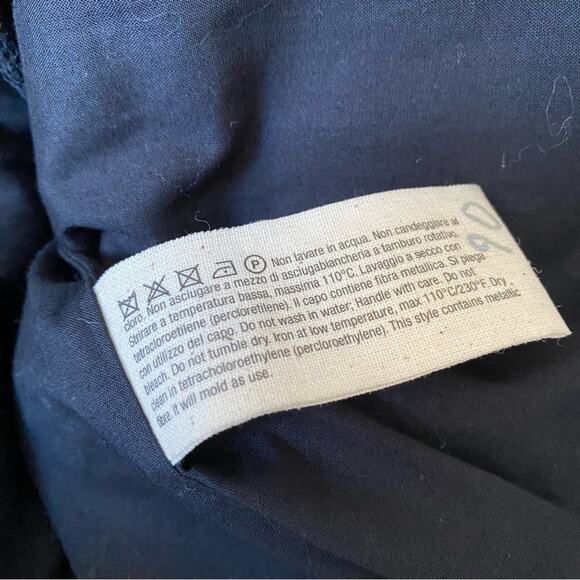 P Non lavare in acqua. Non candeggiare al
cloro. Non asciugare a mezzo di asciugabiancheria a tamburo rotativo.
Stirare a temperatura bassa, massima 110°C. Lavaggio a secco con
tetracloroetilene (percloretilene). Il capo contiene fibra metallica. Si piega
con utilizzo del capo. Do not wash in water. Handle with care. Do not
bleach. Do not tumble dry. Iron at low temperature, max 110°C/230°F. Dry
clean in tetracholoroethylene (perchloroethylene). This style contains metallic
fibre. It will mold as use.